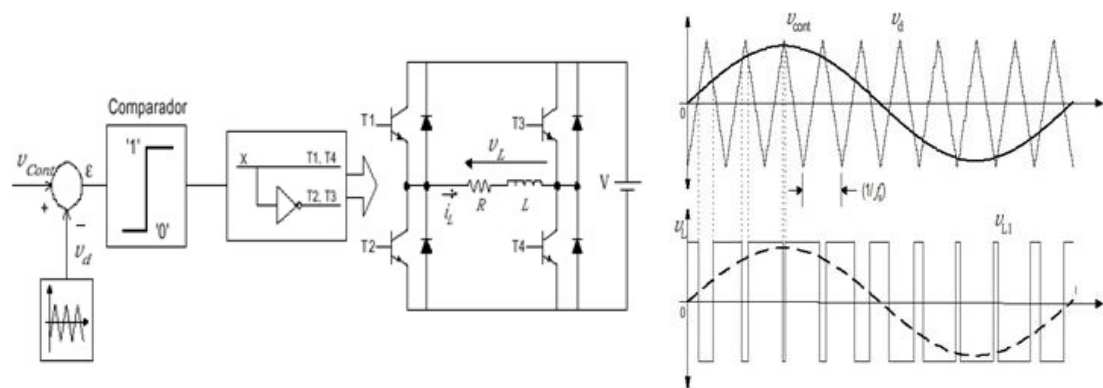 Comparador
'1'
'0'
v_Cont
+
−
ε
v_d
X
T1, T4
T2, T3
T1
T3
T2
T4
v_L
i_L
R
L
V
v_cont
v_d
0
(1/f_s)
v_L
v_L1
0
t